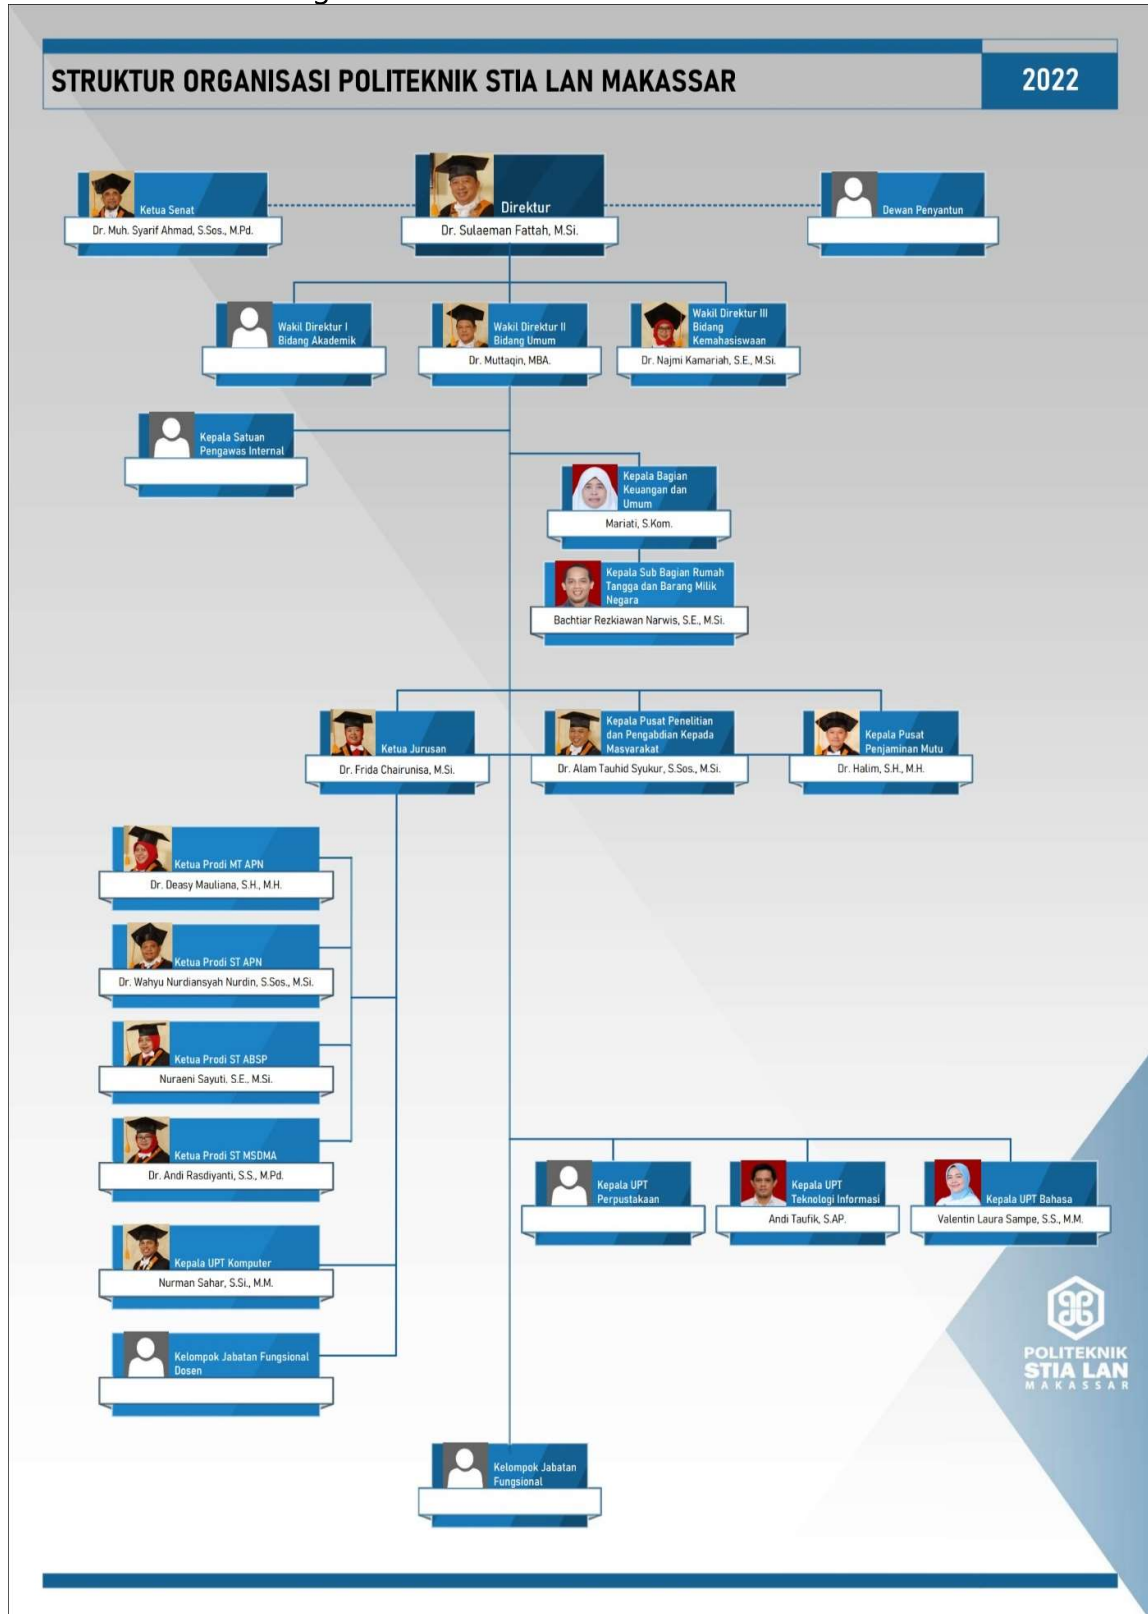 STRUKTUR ORGANISASI POLITEKNIK STIA LAN MAKASSAR
2022
Ketua Senat
Dr. Muh. Syarif Ahmad, S.Sos., M.Pd.
Direktur
Dr. Sulaeman Fattah, M.Si.
Dewan Penyantun
Wakil Direktur I
Bidang Akademik
Wakil Direktur II
Bidang Umum
Dr. Muttaqin, MBA.
Wakil Direktur III
Bidang
Kemahasiswaan
Dr. Najmi Kamariah, S.E., M.Si.
Kepala Satuan
Pengawas Internal
Kepala Bagian
Keuangan dan
Umum
Mariati, S.Kom.
Kepala Sub Bagian Rumah
Tangga dan Barang Milik
Negara
Bachtiar Rezkiawan Narwis, S.E., M.Si.
Ketua Jurusan
Dr. Frida Chairunisa, M.Si.
Kepala Pusat Penelitian
dan Pengabdian Kepada
Masyarakat
Dr. Alam Tauhid Syukur, S.Sos., M.Si.
Kepala Pusat
Penjaminan Mutu
Dr. Halim, S.H., M.H.
Ketua Prodi MT APN
Dr. Deasy Mauliana, S.H., M.H.
Ketua Prodi ST APN
Dr. Wahyu Nurdiansyah Nurdin, S.Sos., M.Si.
Ketua Prodi ST ABSP
Nuraeni Sayuti. S.E., M.Si.
Ketua Prodi ST MSDMA
Dr. Andi Rasdiyanti, S.S., M.Pd.
Kepala UPT Komputer
Nurman Sahar, S.Si., M.M.
Kelompok Jabatan Fungsional
Dosen
Kepala UPT
Perpustakaan
Kepala UPT
Teknologi Informasi
Andi Taufik, S.AP.
Kepala UPT Bahasa
Valentin Laura Sampe, S.S., M.M.
Kelompok Jabatan
Fungsional
POLITEKNIK
STIA LAN
MAKASSAR